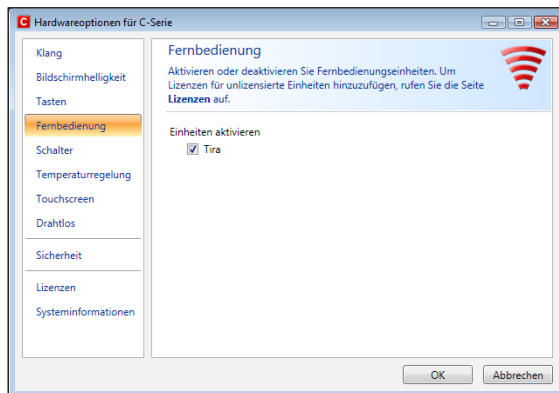 C Hardwareoptionen für C-Serie
Klang
Bildschirmhelligkeit
Tasten
Fernbedienung
Schalter
Temperaturregelung
Touchscreen
Drahtlos
Sicherheit
Lizenzen
Systeminformationen
Fernbedienung
Aktivieren oder deaktivieren Sie Fernbedienungseinheiten. Um
Lizenzen für unlizensierte Einheiten hinzuzufügen, rufen Sie die Seite
Lizenzen auf.
Einheiten aktivieren
Tira
OK
Abbrechen